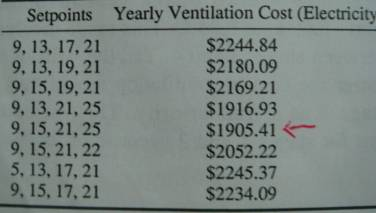 Setpoints Yearly Ventilation Cost (Electricity
9, 13, 17, 21 $2244.84
9, 13, 19, 21 $2180.09
9, 15, 19, 21 $2169.21
9, 13, 21, 25 $1916.93
9, 15, 21, 25 $1905.41
9, 15, 21, 22 $2052.22
5, 13, 17, 21 $2245.37
9, 15, 17, 21 $2234.09